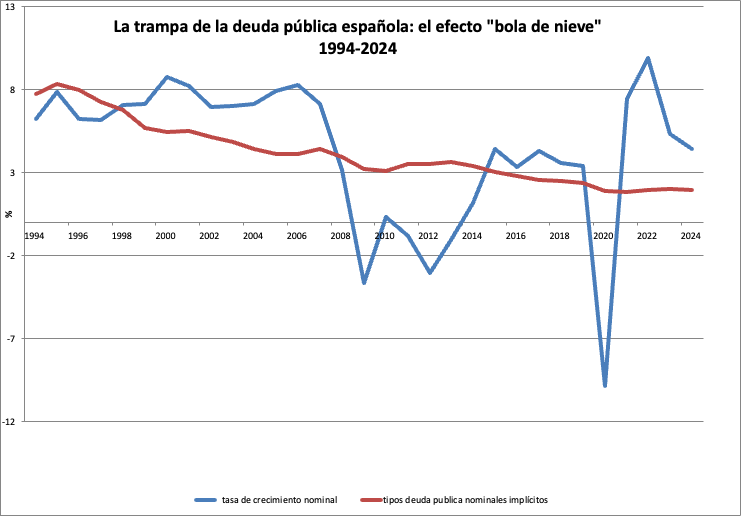 La trampa de la deuda pública española: el efecto "bola de nieve"
1994-2024
13
8
3
-2
-7
-12
%
1994 1996 1998 2000 2002 2004 2006 2008 2010 2012 2014 2016 2018 2020 2022 2024
tasa de crecimiento nominal tipos deuda publica nominales implícitos